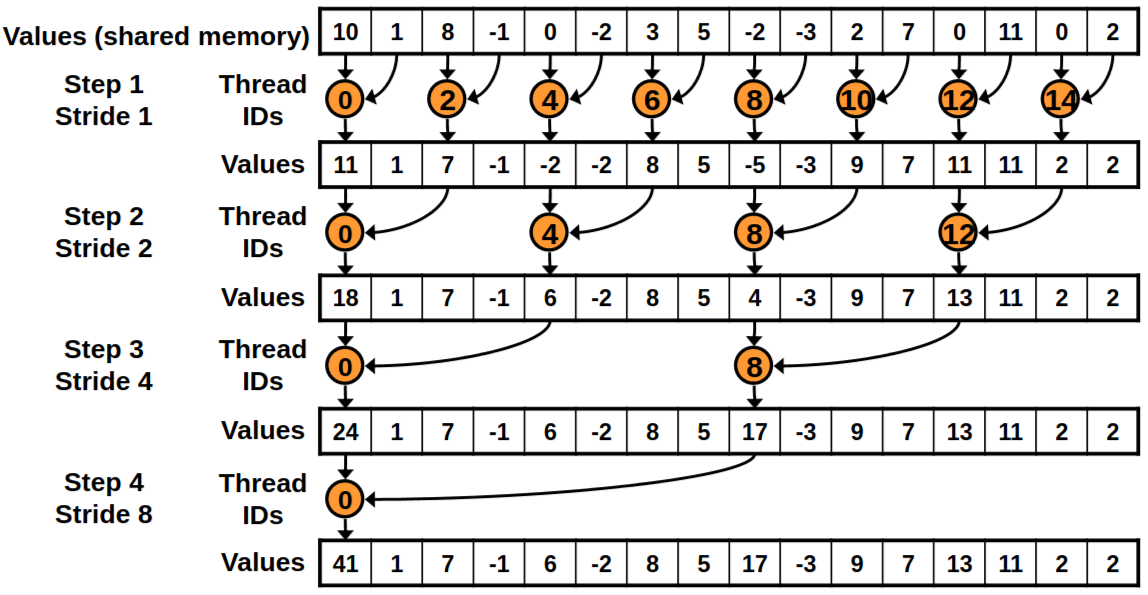 Values (shared memory) 10 1 8 -1 0 -2 3 5 -2 -3 2 7 0 11 0 2
Step 1 Thread 0 2 4 6 8 10 12 14
Stride 1 IDs
Values 11 1 7 -1 -2 -2 8 5 -5 -3 9 7 11 11 2 2
Step 2 Thread 0 4 8 12
Stride 2 IDs
Values 18 1 7 -1 6 -2 8 5 4 -3 9 7 13 11 2 2
Step 3 Thread 0 8
Stride 4 IDs
Values 24 1 7 -1 6 -2 8 5 17 -3 9 7 13 11 2 2
Step 4 Thread 0
Stride 8 IDs
Values 41 1 7 -1 6 -2 8 5 17 -3 9 7 13 11 2 2